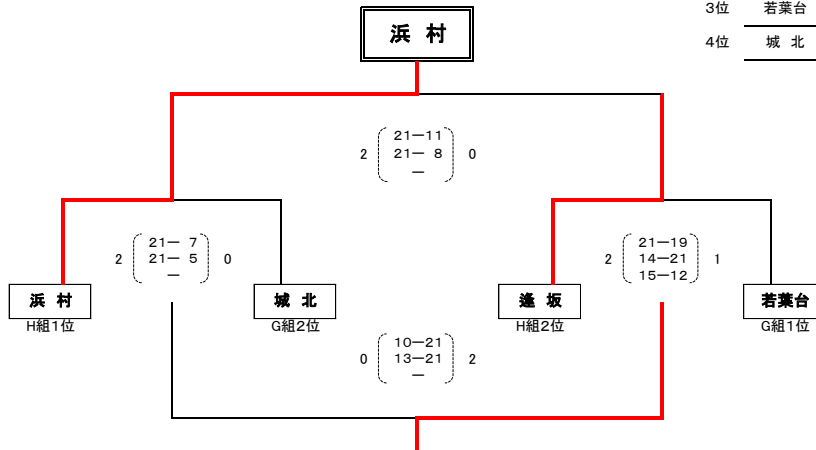 3位 若葉台
浜 村
4位 城 北
21－11
2 21－ 8 0
－
21－ 7
2 21－ 5 0
－
21－19
2 14－21 1
15－12
浜 村
城 北
逢 坂
若葉台
H組1位
G組2位
H組2位
G組1位
10－21
0 13－21 2
－